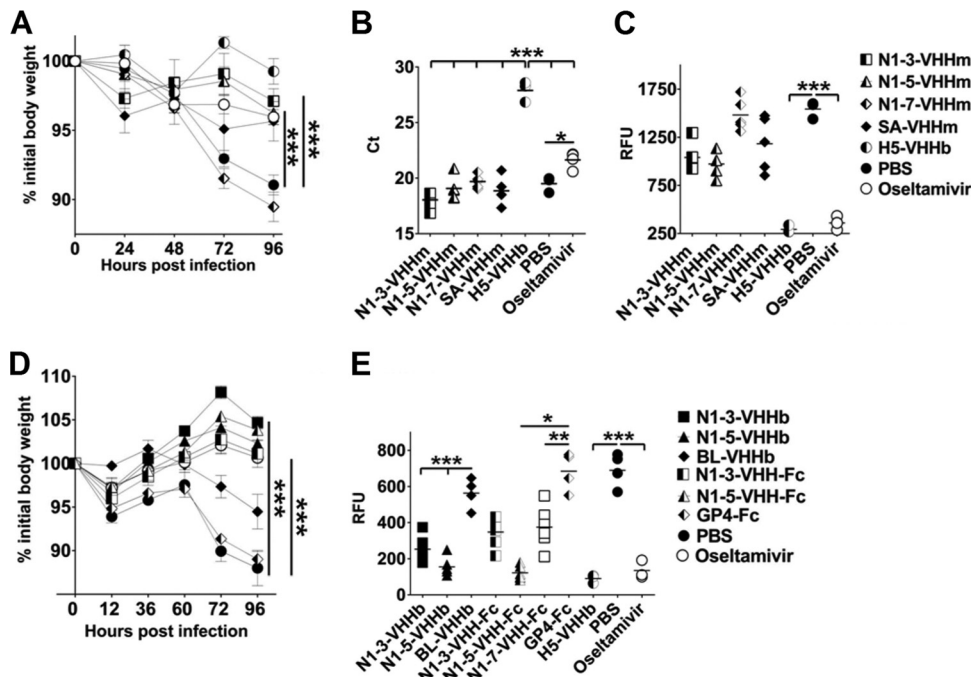 A
% initial body weight
100
95
90
0 24 48 72 96
Hours post infection
***
***
B
Ct
30
25
20
15
***
*
N1-3-VHHm
N1-5-VHHm
N1-7-VHHm
SA-VHHm
H5-VHHb
PBS
Oseltamivir
C
RFU
1750
1250
750
250
***
N1-3-VHHm
N1-5-VHHm
N1-7-VHHm
SA-VHHm
H5-VHHb
PBS
Oseltamivir
N1-3-VHHm
N1-5-VHHm
N1-7-VHHm
SA-VHHm
H5-VHHb
PBS
Oseltamivir
D
% initial body weight
110
105
100
95
90
0 12 36 60 72 96
Hours post infection
***
***
E
RFU
800
600
400
200
0
***
*
**
***
N1-3-VHHb
N1-5-VHHb
BL-VHHb
N1-3-VHH-Fc
N1-5-VHH-Fc
N1-7-VHH-Fc
GP4-Fc
H5-VHHb
PBS
Oseltamivir
N1-3-VHHb
N1-5-VHHb
BL-VHHb
N1-3-VHH-Fc
N1-5-VHH-Fc
GP4-Fc
PBS
Oseltamivir